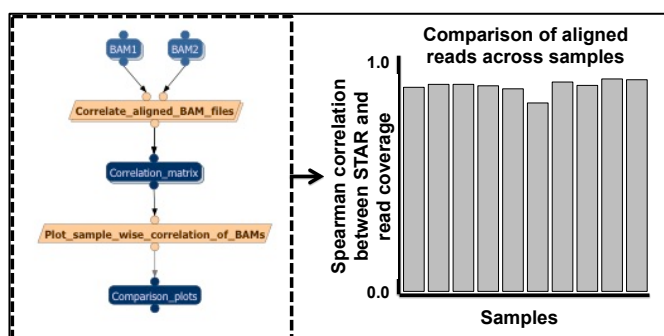 BAM1
BAM2
Correlate_aligned_BAM_files
Correlation_matrix
Plot_sample_wise_correlation_of_BAMs
Comparison_plots
Comparison of aligned
reads across samples
1.0
Spearman correlation
between STAR and
read coverage
0.0
Samples